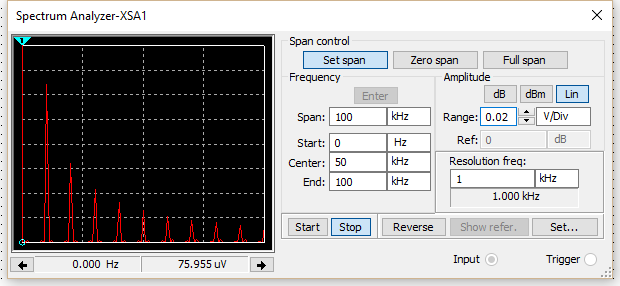 Spectrum Analyzer-XSA1
1
Span control
Set span Zero span Full span
Frequency
Enter
Span: 100 kHz
Start: 0 Hz
Center: 50 kHz
End: 100 kHz
Amplitude
dB dBm Lin
Range: 0.02 V/Div
Ref: 0 dB
Resolution freq:
1 kHz
1.000 kHz
Start Stop Reverse Show refer. Set...
0.000 Hz 75.955 uV
Input Trigger